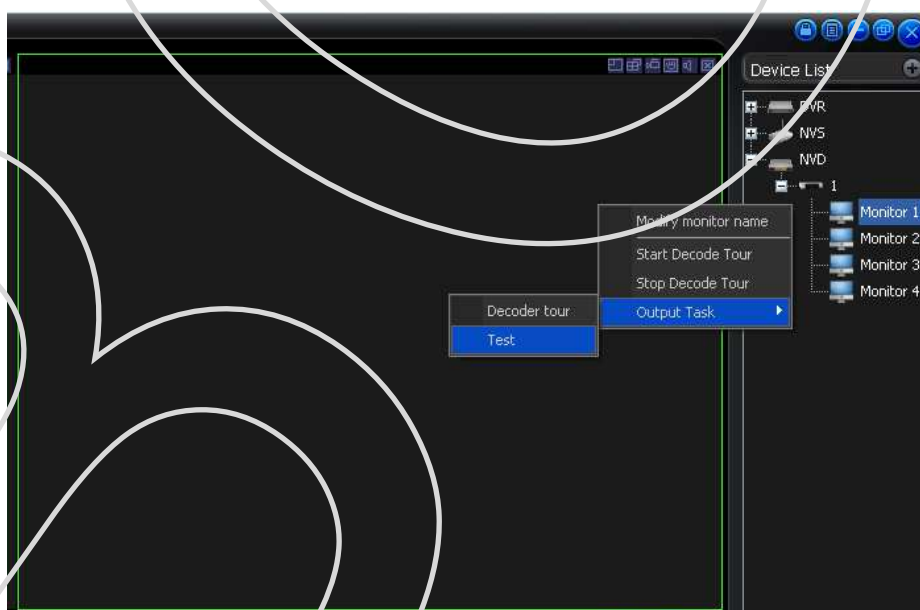 Device List
DVR
NVS
NVD
1
Monitor 1
Monitor 2
Monitor 3
Monitor 4
Modify monitor name
Start Decode Tour
Stop Decode Tour
Output Task
Decoder tour
Test